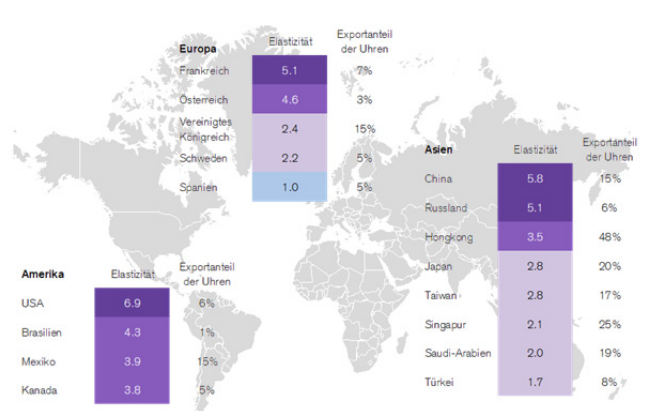 Europa Elastizität Exportanteil der Uhren
Frankreich 5.1 7%
Österreich 4.6 3%
Vereinigtes Königreich 2.4 15%
Schweden 2.2 5%
Spanien 1.0 5%
Asien Elastizität Exportanteil der Uhren
China 5.8 15%
Russland 5.1 6%
Hongkong 3.5 48%
Japan 2.8 20%
Taiwan 2.8 17%
Singapur 2.1 25%
Saudi-Arabien 2.0 19%
Türkei 1.7 8%
Amerika Elastizität Exportanteil der Uhren
USA 6.9 6%
Brasilien 4.3 1%
Mexiko 3.9 15%
Kanada 3.8 5%